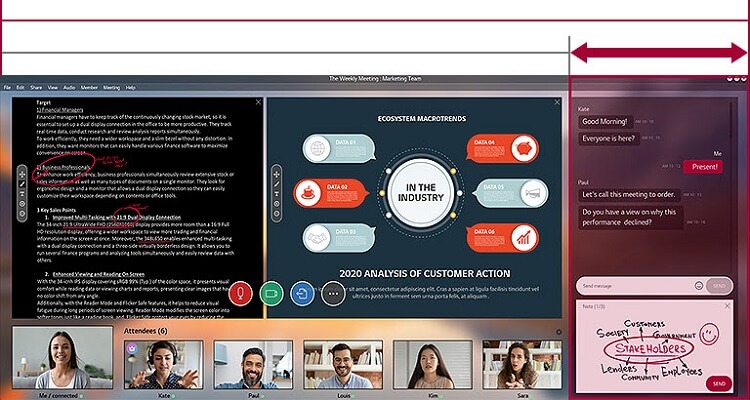 The Weekly Meeting : Marketing Team
File Edit Share View Audio Member Meeting Help
Target
1) Financial Managers
Financial managers have to keep track of the continuously changing stock market, so it is
essential to set up a dual display connection in the office to be more productive. They track
real time data, conduct research and review analysis reports simultaneously.
To work efficiently, they need a wider workspace and a slim bezel without any distortion. In
addition, they want monitors that can easily handle various finance software to maximize
convenience on screen.
2) Business Professionals
To enhance work efficiency, business professionals simultaneously review extensive stock or
sales information as well as many types of documents on a single monitor. They look for
ergonomic design and a monitor that allows a dual display connection so they can easily
customize their workspace depending on contents or office tools.
3 Key Sales Points
1. Improved Multi-Tasking with 21:9 Dual Display Connection
The 34-inch 21:9 UltraWide FHD (2560X1080) display provides more room than a 16:9 Full
HD resolution display, offering a wider workspace to view more trading and financial
information on the screen at once. Moreover, the 34BL650 enables enhanced multi-tasking
with a dual display connection and a three-side virtually borderless design. It allows you to
run several finance programs and analyzing tools simultaneously and easily review data with
others.
2. Enhanced Viewing and Reading On Screen
With the 34-inch IPS display covering sRGB 99% (Typ.) of the color space, it presents visual
comfort while reading data or viewing charts and reports, presenting clear images that have
no color shift from any angle.
Additionally, with the Reader Mode and Flicker Safe features, it helps to reduce visual
fatigue during long periods of screen viewing. Reader Mode modifies screen color into
softer tones just like a reading book, and Flicker Safe protects your eyes by reducing the
ECOSYSTEM MACROTRENDS
DATA 01
DATA 02
DATA 03
DATA 04
DATA 05
DATA 06
IN THE
INDUSTRY
2020 ANALYSIS OF CUSTOMER ACTION
sit amet, consectetur adipiscing elit. Cras a sapien at ligula facilisis tincidunt vel
ultrices justo in ferment sem urna porta felis, at aliquam .
Attendees (6)
Me / connected
Kate
Paul
Louis
Kim
Sara
Kate
Good Morning!
Everyone is here?
Me
Present!
Paul
Let's call this meeting to order.
Do you have a view on why this
performance declined?
Send message
SEND
Note (1/3)
CUSTOMERS
SOCIETY
GOVERNMENT
STAKEHOLDERS
LENDERS
COMMUNITY
EMPLOYEES
SEND